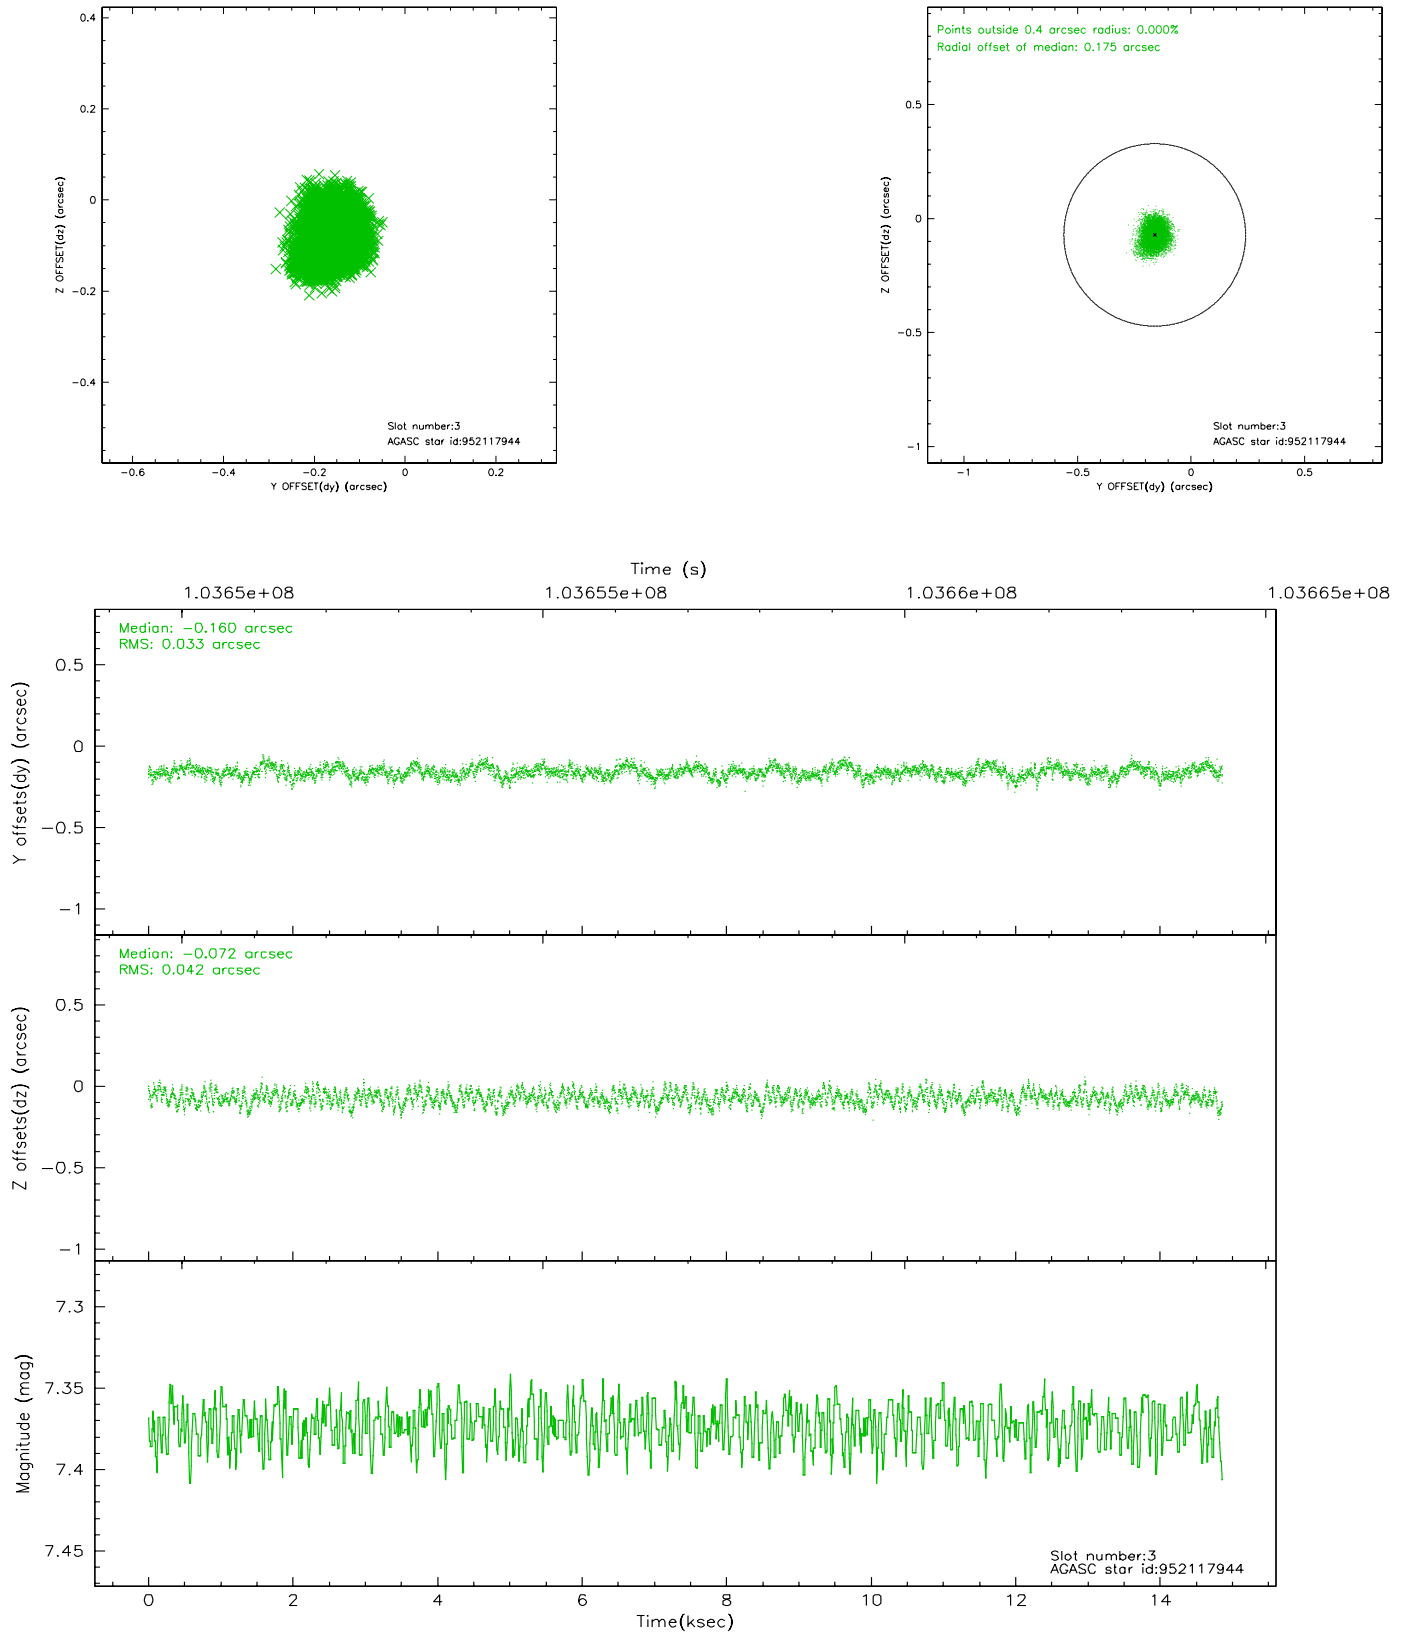 0.4
0.2
0
−0.2
−0.4
Z OFFSET(dz) (arcsec)
Slot number:3
AGASC star id:952117944
−0.6
−0.4
−0.2
0
0.2
Y OFFSET(dy) (arcsec)
Points outside 0.4 arcsec radius: 0.000%
Radial offset of median: 0.175 arcsec
0.5
0
−0.5
−1
Z OFFSET(dz) (arcsec)
Slot number:3
AGASC star id:952117944
−1
−0.5
0
0.5
Y OFFSET(dy) (arcsec)
Time (s)
1.0365e+08
1.03655e+08
1.0366e+08
1.03665e+08
Median: −0.160 arcsec
RMS: 0.033 arcsec
0.5
0
−0.5
−1
Y offsets(dy) (arcsec)
Median: −0.072 arcsec
RMS: 0.042 arcsec
0.5
0
−0.5
−1
Z offsets(dz) (arcsec)
7.3
7.35
7.4
7.45
Magnitude (mag)
Slot number:3
AGASC star id:952117944
0
2
4
6
8
10
12
14
Time(ksec)